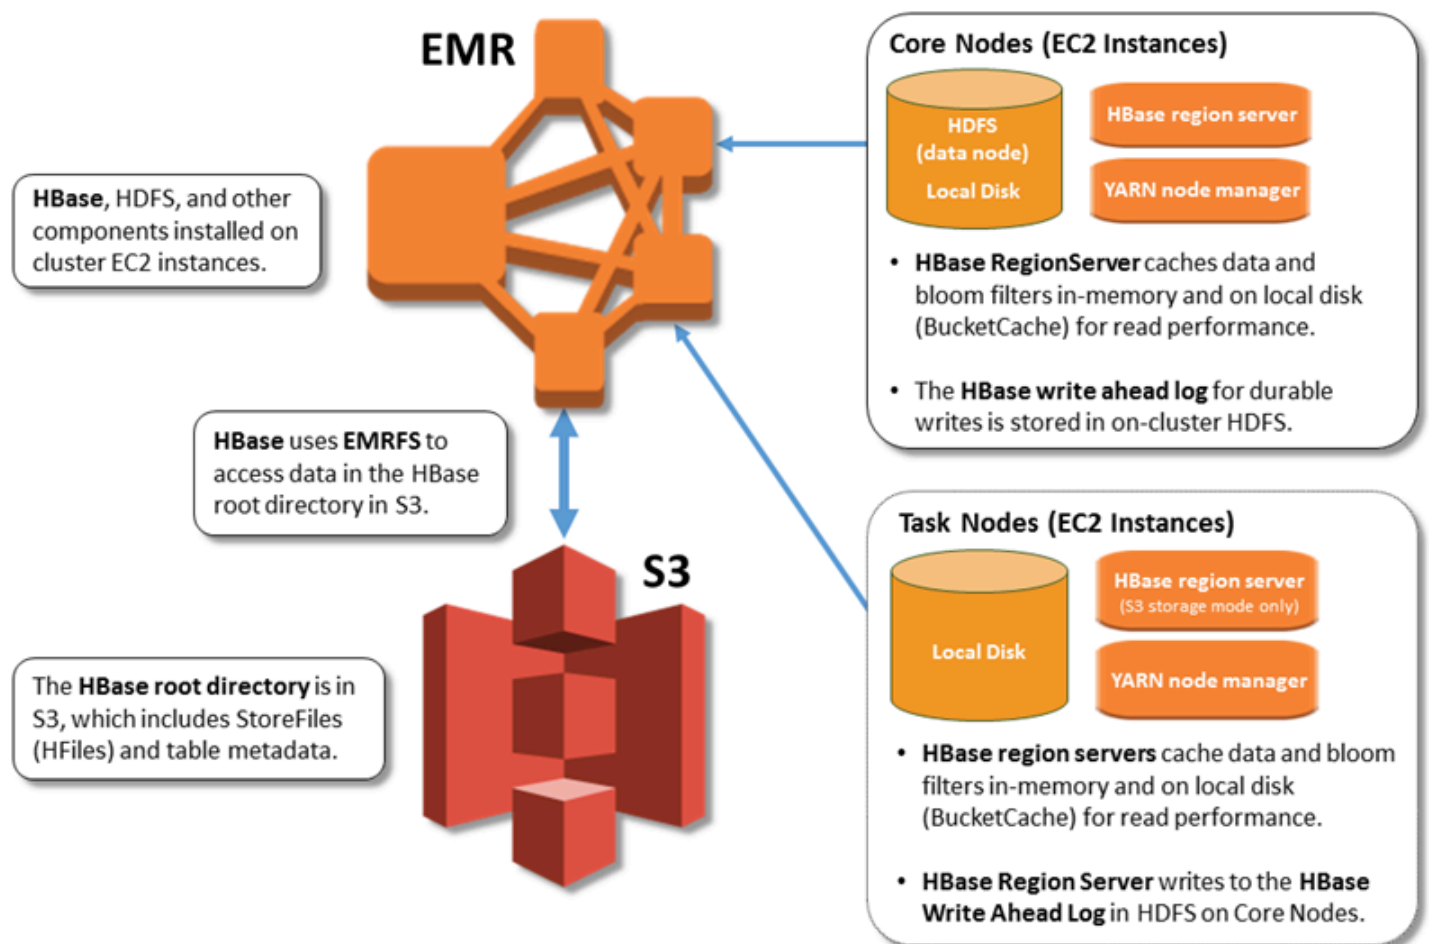 EMR
HBase, HDFS, and other
components installed on
cluster EC2 instances.
HBase uses EMRFS to
access data in the HBase
root directory in S3.
S3
The HBase root directory is in
S3, which includes StoreFiles
(HFiles) and table metadata.
Core Nodes (EC2 Instances)
HDFS
(data node)
Local Disk
HBase region server
YARN node manager
• HBase RegionServer caches data and
bloom filters in-memory and on local disk
(BucketCache) for read performance.
• The HBase write ahead log for durable
writes is stored in on-cluster HDFS.
Task Nodes (EC2 Instances)
Local Disk
HBase region server
(S3 storage mode only)
YARN node manager
• HBase region servers cache data and bloom
filters in-memory and on local disk
(BucketCache) for read performance.
• HBase Region Server writes to the HBase
Write Ahead Log in HDFS on Core Nodes.